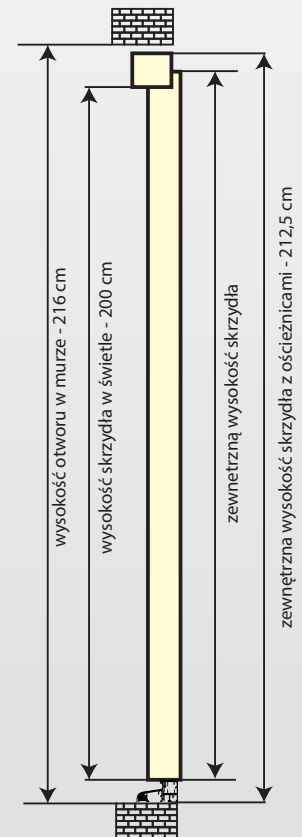 wysokość otworu w murze - 216 cm
wysokość skrzydła w świetle - 200 cm
zewnetrzną wysokość skrzydła
zewnętrzna wysokość skrzydła z ościeżnicami - 212,5 cm